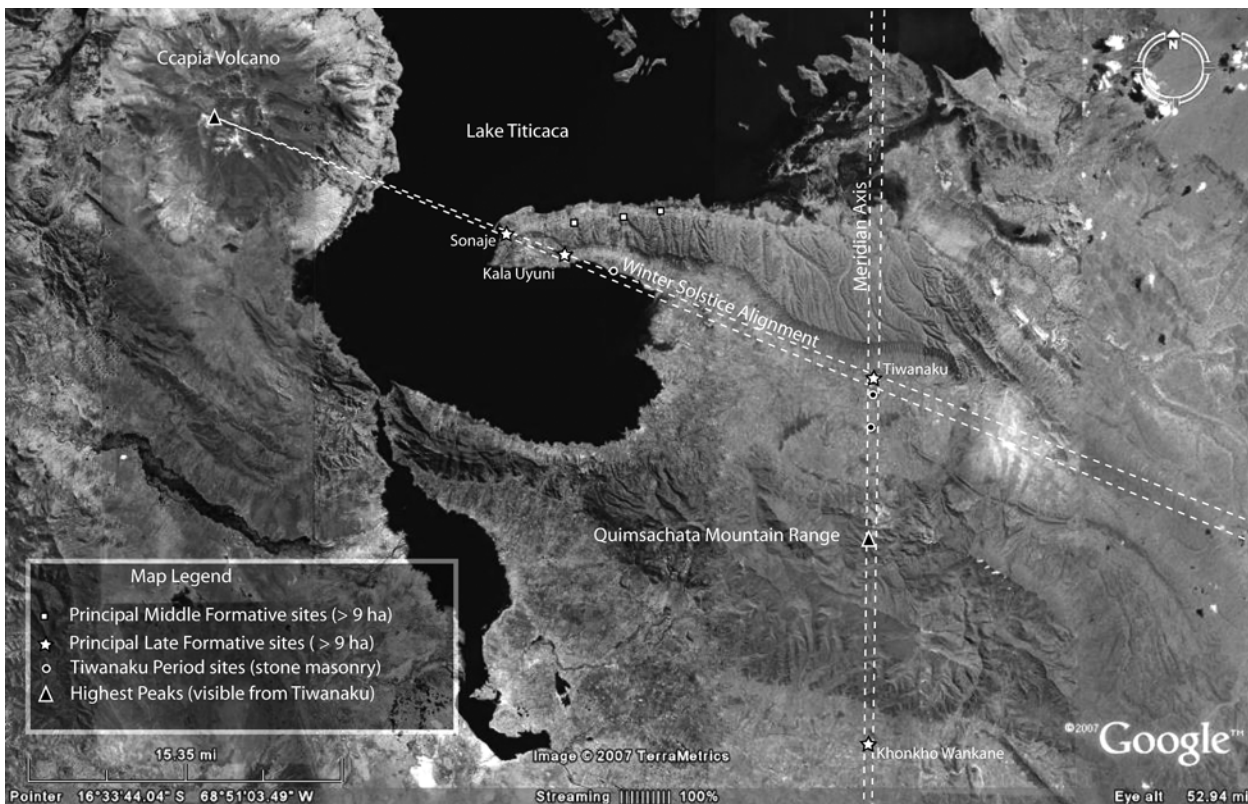 Ccapia Volcano
N
Lake Titicaca
Meridian Axis
Sonaje
Kala Uyuni
Winter Solstice Alignment
Tiwanaku
Quimsachata Mountain Range
Map Legend
Principal Middle Formative sites (> 9 ha)
Principal Late Formative sites ( > 9 ha)
Tiwanaku Period sites (stone masonry)
Highest Peaks (visible from Tiwanaku)
©2007 Google™
Khonkho Wankane
15.35 mi
Image © 2007 TerraMetrics
Pointer 16°33'44.04" S 68°51'03.49" W Streaming |||||||||| 100% Eye alt 52.94 mi